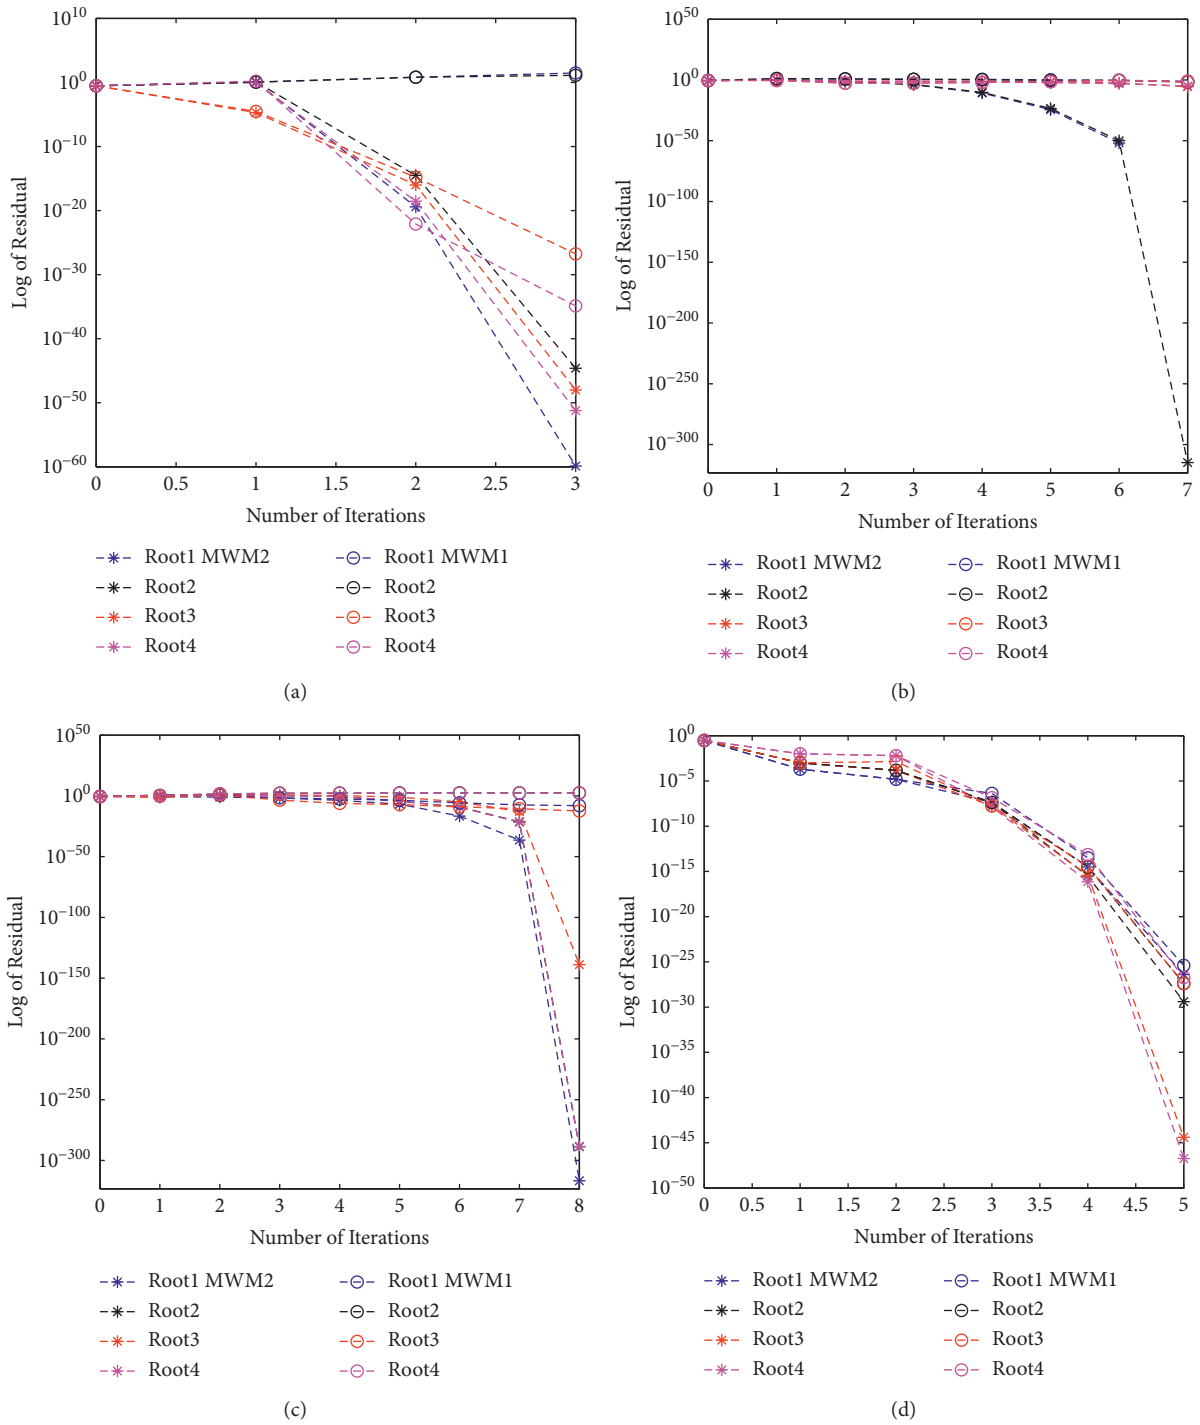 10^10
10^0
10^-10
10^-20
10^-30
10^-40
10^-50
10^-60
Log of Residual
0 0.5 1 1.5 2 2.5 3
Number of Iterations
Root1 MWM2 Root1 MWM1
Root2 Root2
Root3 Root3
Root4 Root4
(a)
10^50
10^0
10^-50
10^-100
10^-150
10^-200
10^-250
10^-300
Log of Residual
0 1 2 3 4 5 6 7
Number of Iterations
Root1 MWM2 Root1 MWM1
Root2 Root2
Root3 Root3
Root4 Root4
(b)
10^50
10^0
10^-50
10^-100
10^-150
10^-200
10^-250
10^-300
Log of Residual
0 1 2 3 4 5 6 7 8
Number of Iterations
Root1 MWM2 Root1 MWM1
Root2 Root2
Root3 Root3
Root4 Root4
(c)
10^0
10^-5
10^-10
10^-15
10^-20
10^-25
10^-30
10^-35
10^-40
10^-45
10^-50
Log of Residual
0 0.5 1 1.5 2 2.5 3 3.5 4 4.5 5
Number of Iterations
Root1 MWM2 Root1 MWM1
Root2 Root2
Root3 Root3
Root4 Root4
(d)